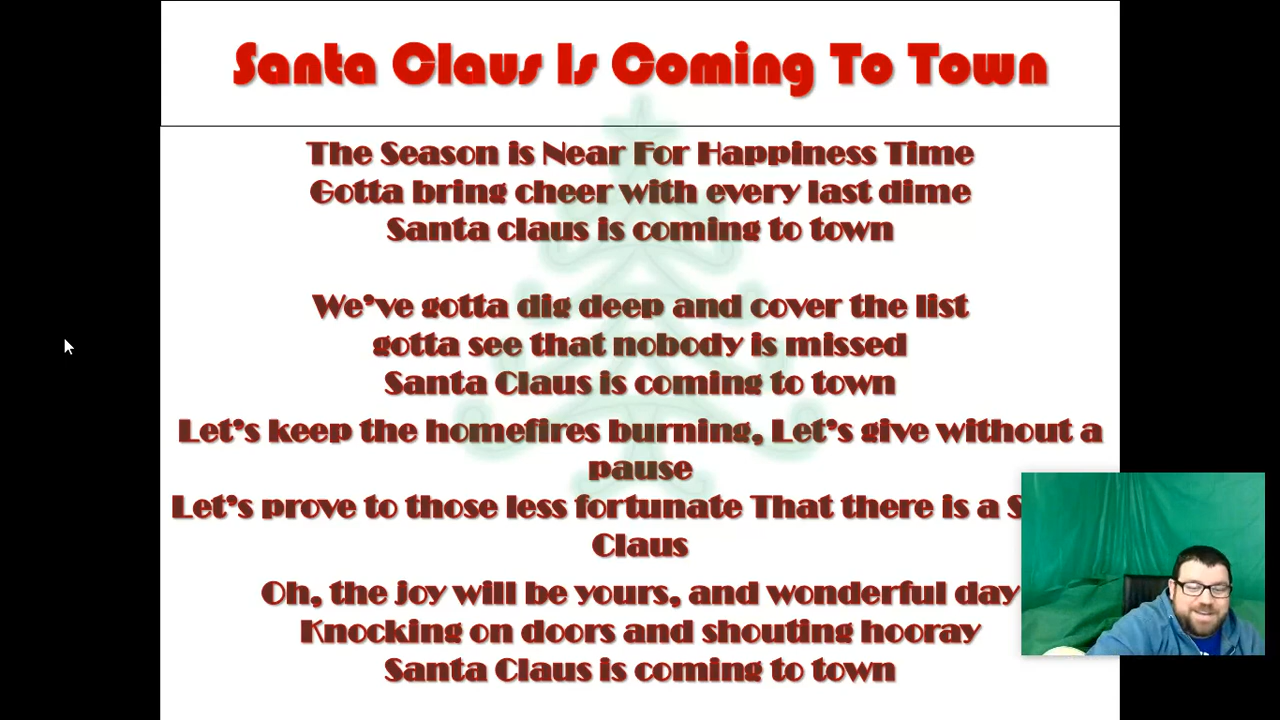 Santa Claus Is Coming To Town
The Season is Near For Happiness Time
Gotta bring cheer with every last dime
Santa claus is coming to town
We've gotta dig deep and cover the list
gotta see that nobody is missed
Santa Claus is coming to town
Let's keep the homefires burning, Let's give without a
pause
Let's prove to those less fortunate That there is a
Claus
Oh, the joy will be yours, and wonderful day
Knocking on doors and shouting hooray
Santa Claus is coming to town